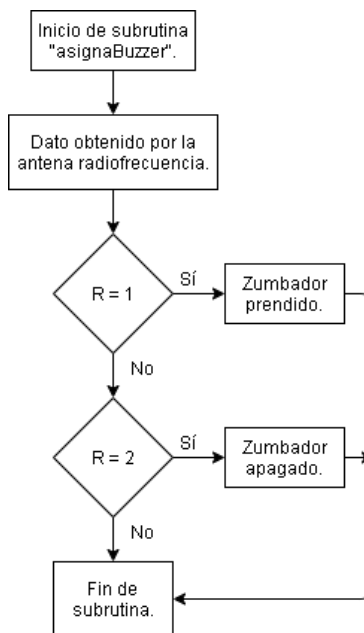 Inicio de subrutina
"asignaBuzzer".
Dato obtenido por la
antena radiofrecuencia.
R = 1
Sí
Zumbador
prendido.
No
R = 2
Sí
Zumbador
apagado.
No
Fin de
subrutina.